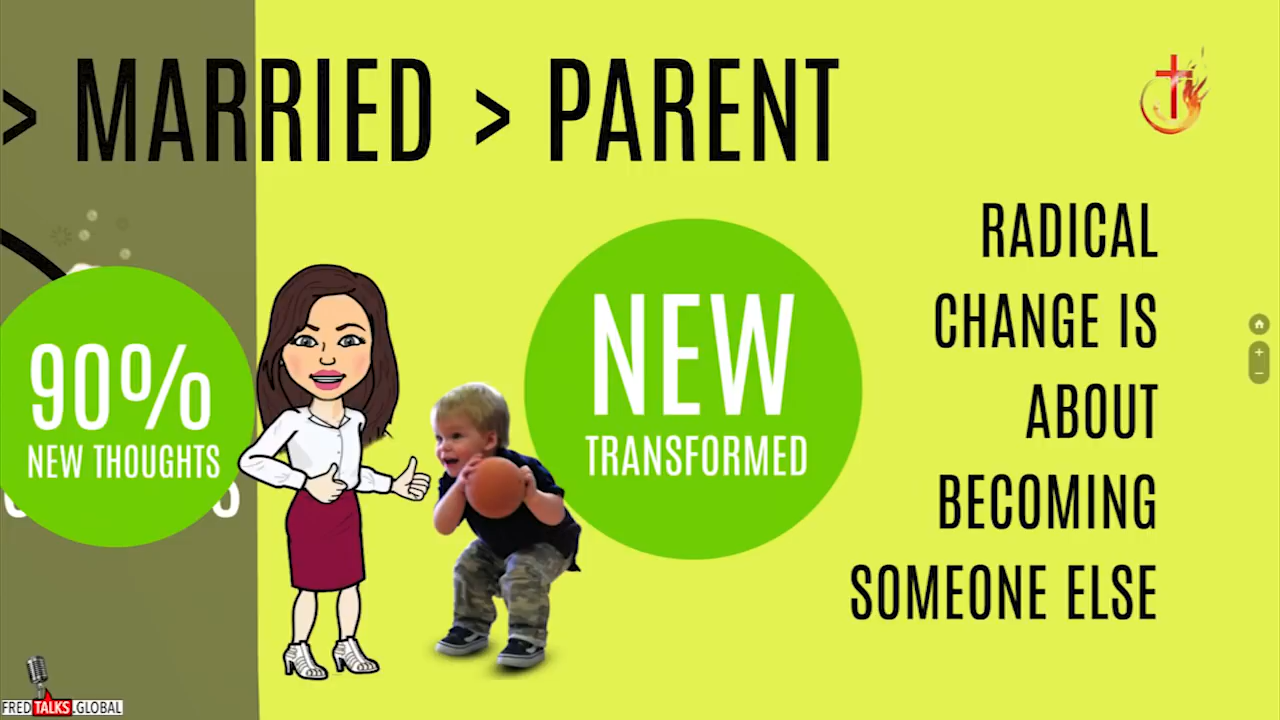 > MARRIED > PARENT
RADICAL
CHANGE IS
ABOUT
BECOMING
SOMEONE ELSE
90%
NEW THOUGHTS
NEW
TRANSFORMED
FREDTALKS.GLOBAL